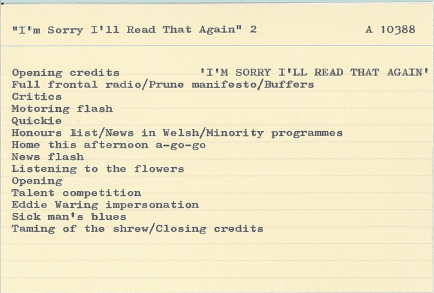 "I'm Sorry I'll Read That Again" 2 A 10388
Opening credits 'I'M SORRY I'LL READ THAT AGAIN'
Full frontal radio/Prune manifesto/Buffers
Critics
Motoring flash
Quickie
Honours list/News in Welsh/Minority programmes
Home this afternoon a-go-go
News flash
Listening to the flowers
Opening
Talent competition
Eddie Waring impersonation
Sick man's blues
Taming of the shrew/Closing credits